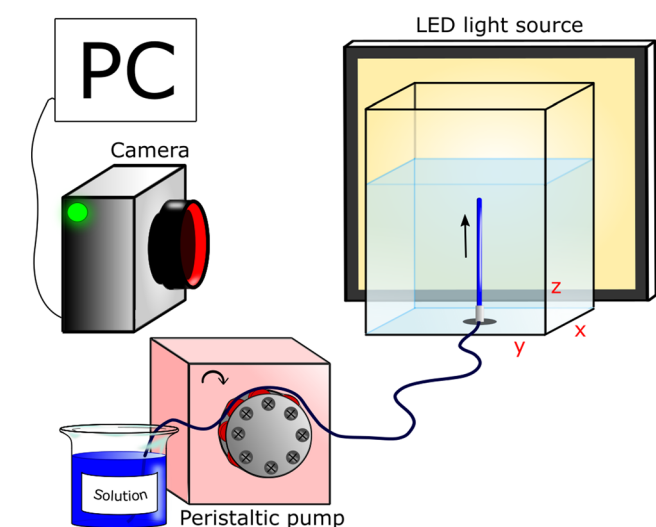 LED light source
PC
Camera
z
x
y
Solution
Peristaltic pump